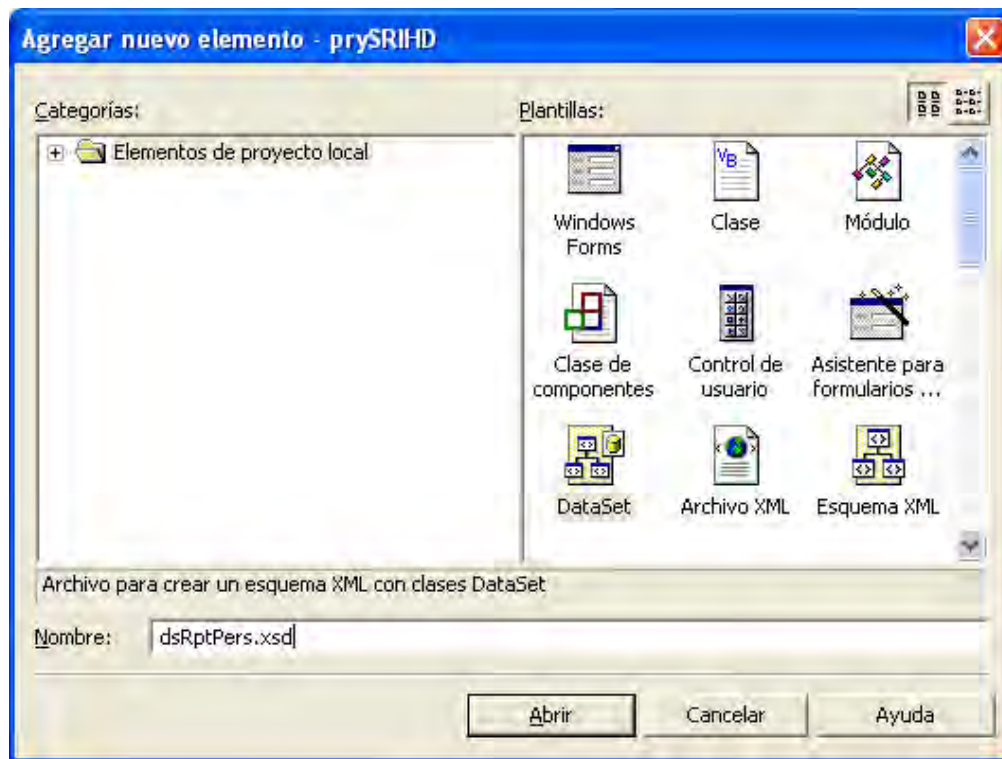 Agregar nuevo elemento - prySRIHD
Categorías:
Plantillas:
Elementos de proyecto local
Windows
Forms
VB
Clase
Módulo
Clase de
componentes
Control de
usuario
Asistente para
formularios ...
DataSet
Archivo XML
Esquema XML
Archivo para crear un esquema XML con clases DataSet
Nombre:
dsRptPers.xsd
Abrir
Cancelar
Ayuda